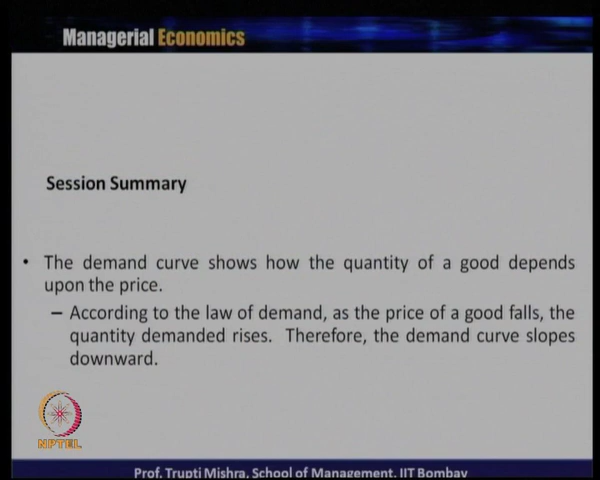 Managerial Economics
Session Summary
• The demand curve shows how the quantity of a good depends
upon the price.
– According to the law of demand, as the price of a good falls, the
quantity demanded rises. Therefore, the demand curve slopes
downward.
NPTEL
Prof. Trupti Mishra, School of Management, IIT Bombay